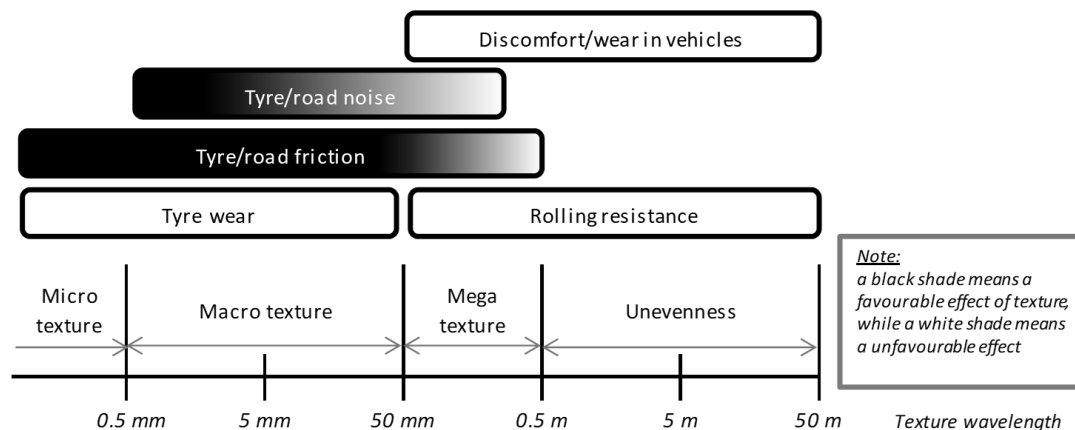 Discomfort/wear in vehicles
Tyre/road noise
Tyre/road friction
Tyre wear
Rolling resistance
Note:
a black shade means a
favourable effect of texture,
while a white shade means
a unfavourable effect
Micro
texture
Macro texture
Mega
texture
Unevenness
0.5 mm
5 mm
50 mm
0.5 m
5 m
50 m
Texture wavelength